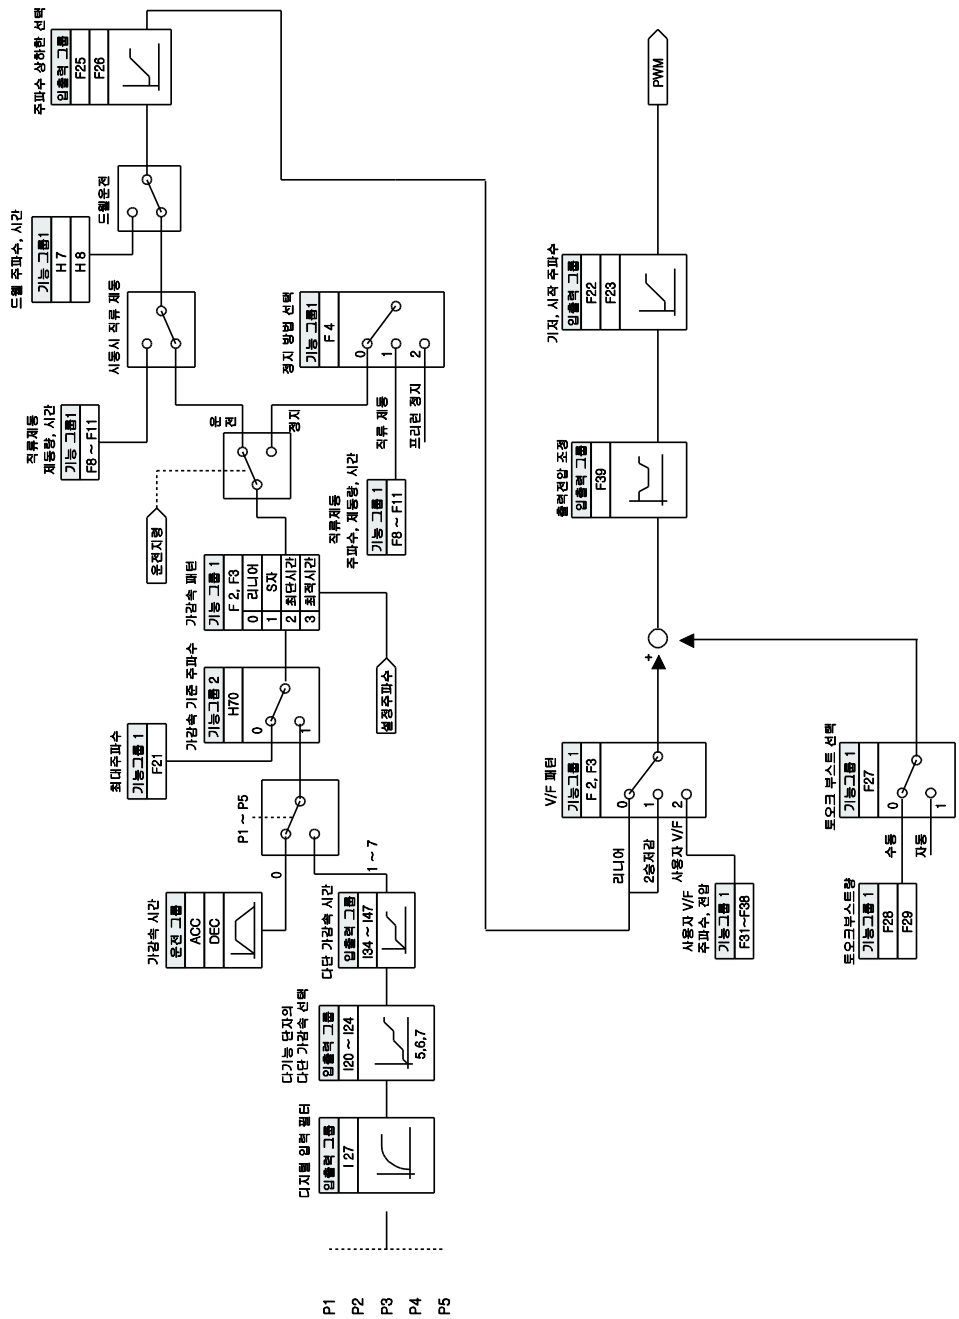 P1
P2
P3
P4
P5
디지털 입력 필터
입출력 그룹
I 27
다기능 단자의
다단 가감속 선택
입출력 그룹
I20 ~ I24
5,6,7
다단 가감속 시간
입출력 그룹
I34 ~ I47
1 ~ 7
가감속 시간
운전 그룹
ACC
DEC
0
P1 ~ P5
최대주파수
기능그룹 1
F21
가감속 기준 주파수
기능그룹 2
H70
0
1
설정주파수
가감속 패턴
기능그룹 1
F 2, F3
0 리니어
1 S자
2 최단시간
3 최적시간
운전지령
운전
정지
직류제동
주파수, 제동량, 시간
기능 그룹 1
F8 ~ F11
직류 제동
프리런 정지
정지 방법 선택
기능 그룹1
F 4
0
1
2
직류제동
제동량, 시간
기능 그룹1
F8 ~ F11
시동시 직류 제동
드웰 주파수, 시간
기능 그룹1
H 7
H 8
드웰운전
주파수 상하한 선택
입출력 그룹
F25
F26
V/F 패턴
기능그룹 1
F 2, F3
0
1
2
리니어
2승저감
사용자 V/F
사용자 V/F
주파수, 전압
기능그룹 1
F31~F38
토오크부스트량
기능그룹 1
F28
F29
수동
자동
토오크 부스트 선택
기능그룹 1
F27
0
1
+
출력전압 조정
입출력 그룹
F39
기저, 시작 주파수
입출력 그룹
F22
F23
PWM